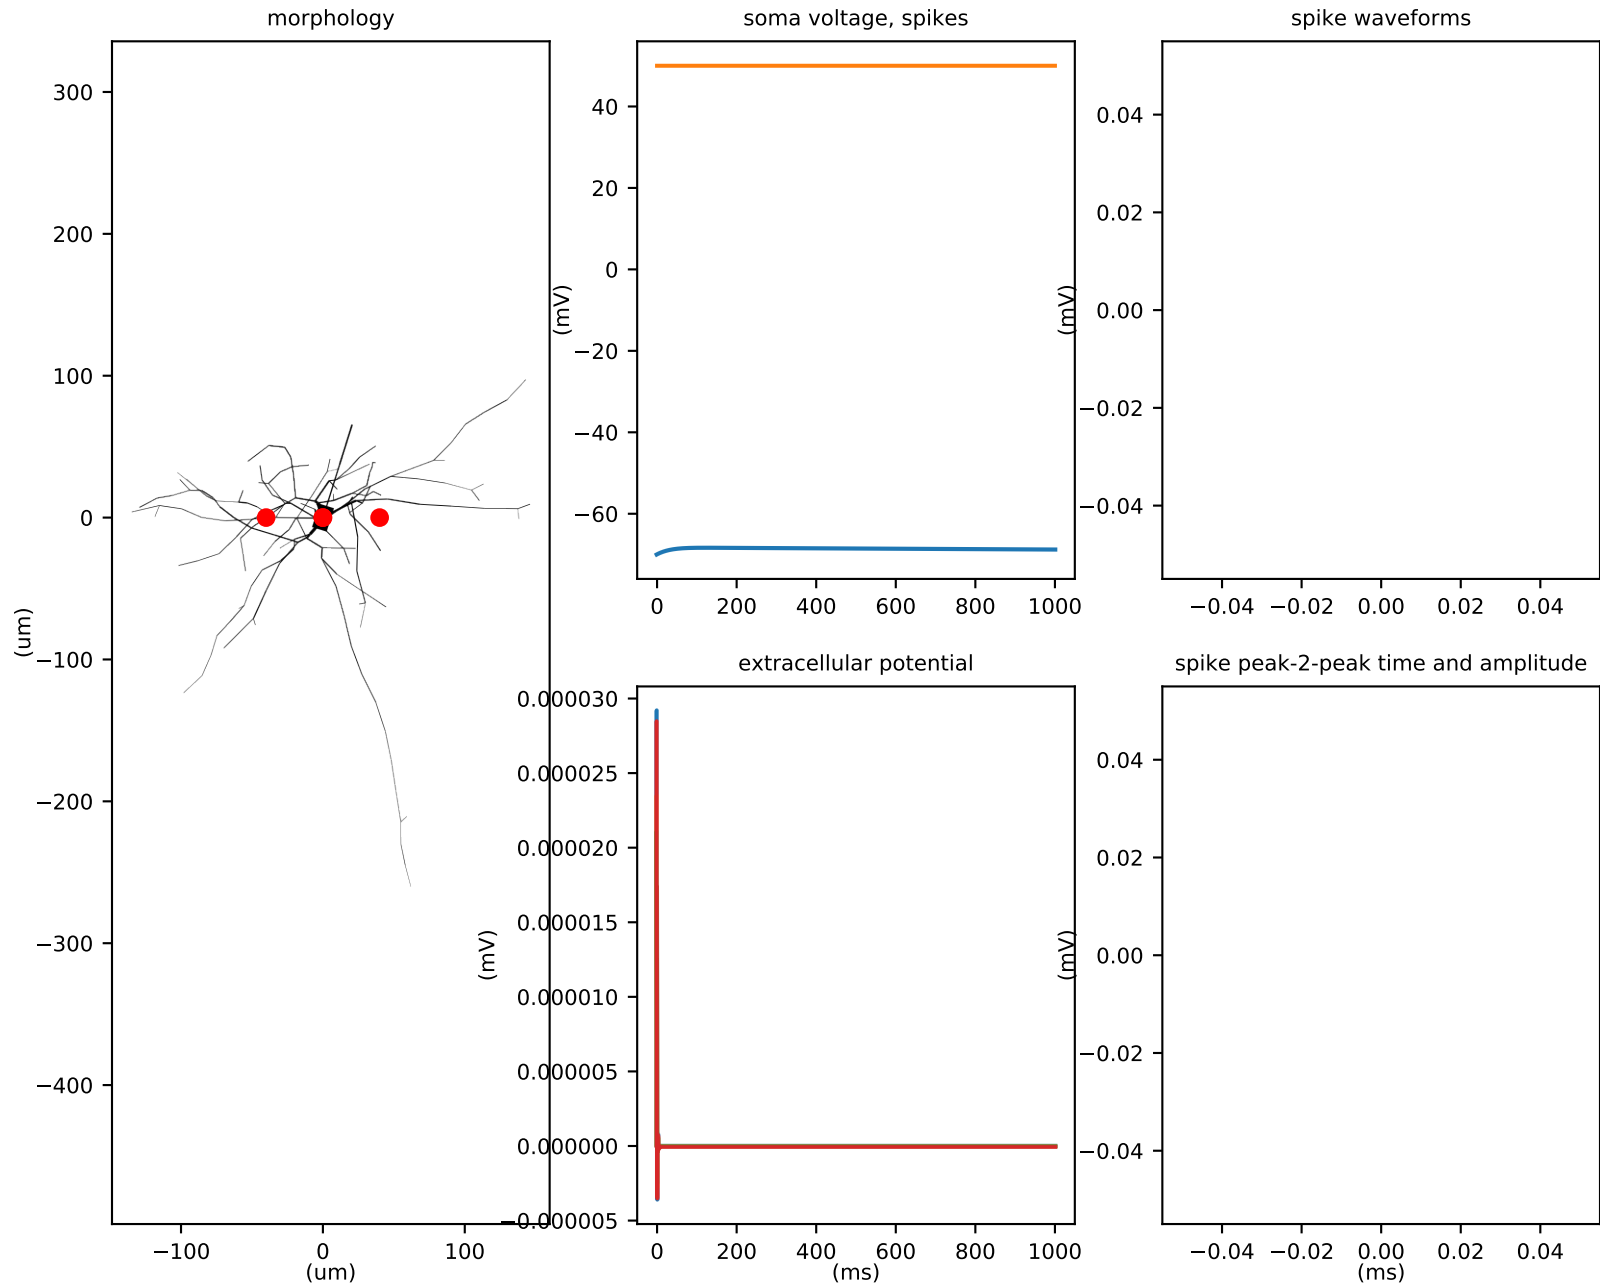 morphology
300
200
100
0
−100
−200
−300
−400
(um)
−100 0 100
(um)
soma voltage, spikes
40
20
0
−20
−40
−60
(mV)
0 200 400 600 800 1000
spike waveforms
0.04
0.02
0.00
−0.02
−0.04
(mV)
−0.04 −0.02 0.00 0.02 0.04
extracellular potential
0.000030
0.000025
0.000020
0.000015
0.000010
0.000005
0.000000
−0.000005
(mV)
0 200 400 600 800 1000
(ms)
spike peak-2-peak time and amplitude
0.04
0.02
0.00
−0.02
−0.04
(mV)
−0.04 −0.02 0.00 0.02 0.04
(ms)